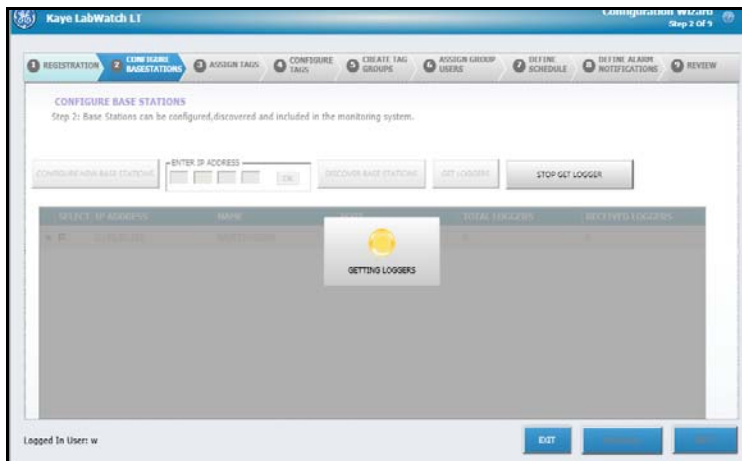 Kaye LabWatch LT
Configuration Wizard
Step 2 Of 9
1 REGISTRATION
2 CONFIGURE BASESTATIONS
3 ASSIGN TAGS
4 CONFIGURE TAGS
5 CREATE TAG GROUPS
6 ASSIGN GROUP USERS
7 DEFINE SCHEDULE
8 DEFINE ALARM NOTIFICATIONS
9 REVIEW
CONFIGURE BASE STATIONS
Step 2: Base Stations can be configured,discovered and included in the monitoring system.
CONFIGURE NEW BASE STATIONS
ENTER IP ADDRESS
OK
DISCOVER BASE STATIONS
GET LOGGERS
STOP GET LOGGER
SELECT IP ADDRESS NAME TOTAL LOGGERS RECEIVED LOGGERS
GETTING LOGGERS
Logged In User: w
EXIT